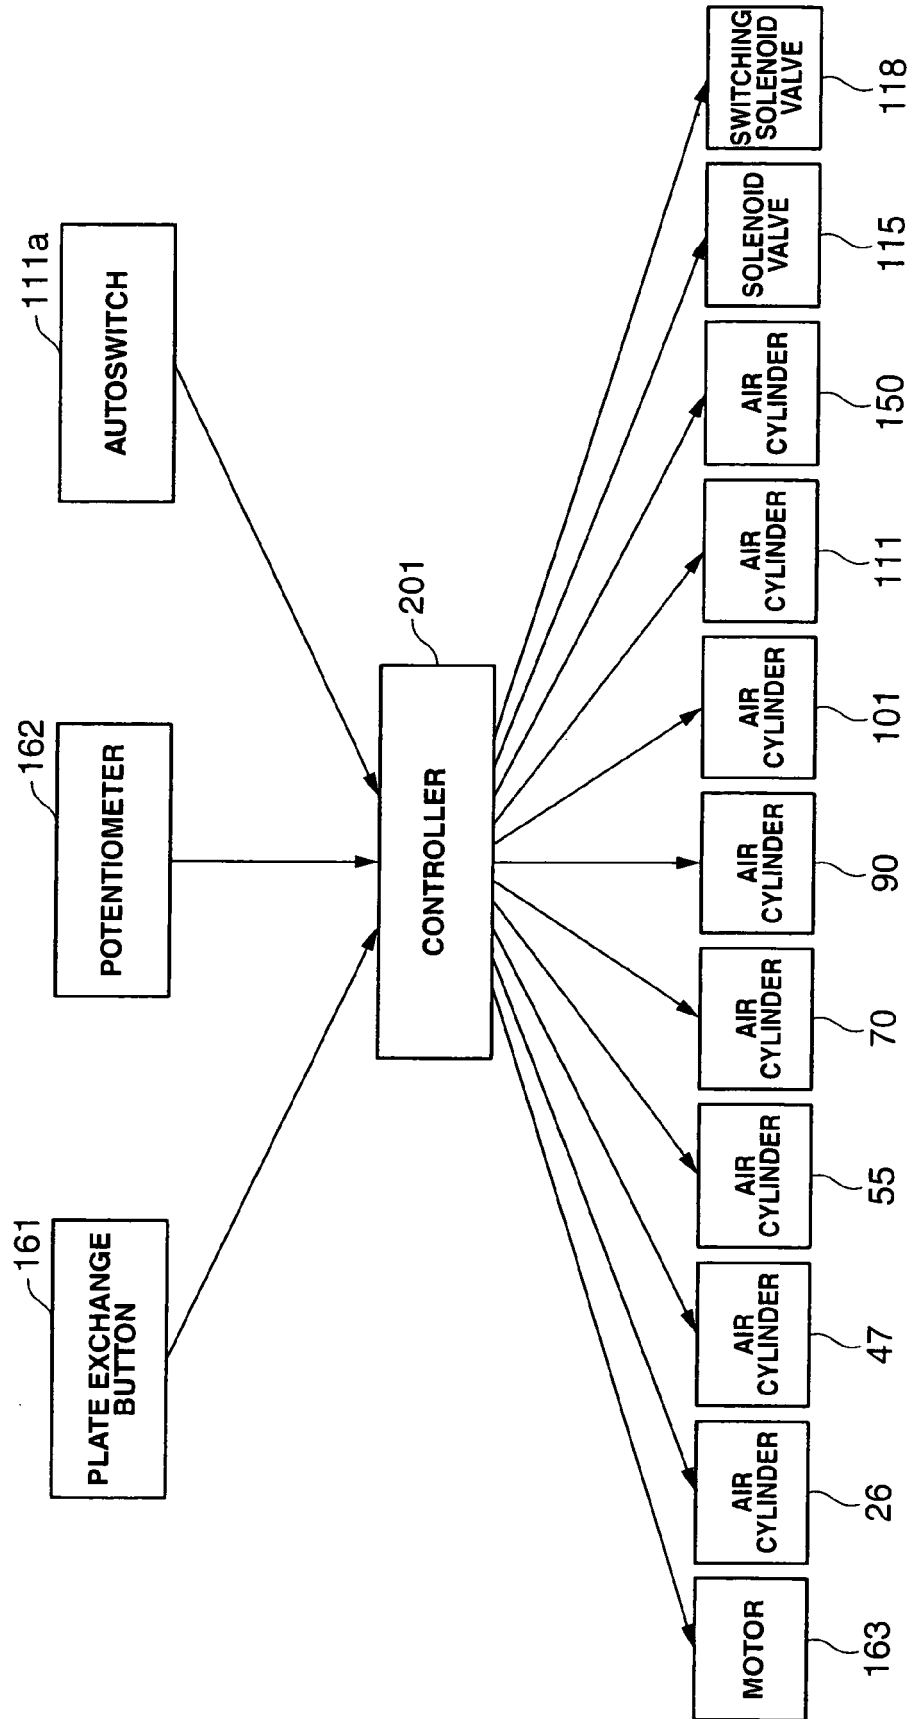 161
PLATE EXCHANGE
BUTTON
162
POTENTIOMETER
111a
AUTOSWITCH
201
CONTROLLER
MOTOR
163
AIR
CYLINDER
26
AIR
CYLINDER
47
AIR
CYLINDER
55
AIR
CYLINDER
70
AIR
CYLINDER
90
AIR
CYLINDER
101
AIR
CYLINDER
111
AIR
CYLINDER
150
SOLENOID
VALVE
115
SWITCHING
SOLENOID
VALVE
118